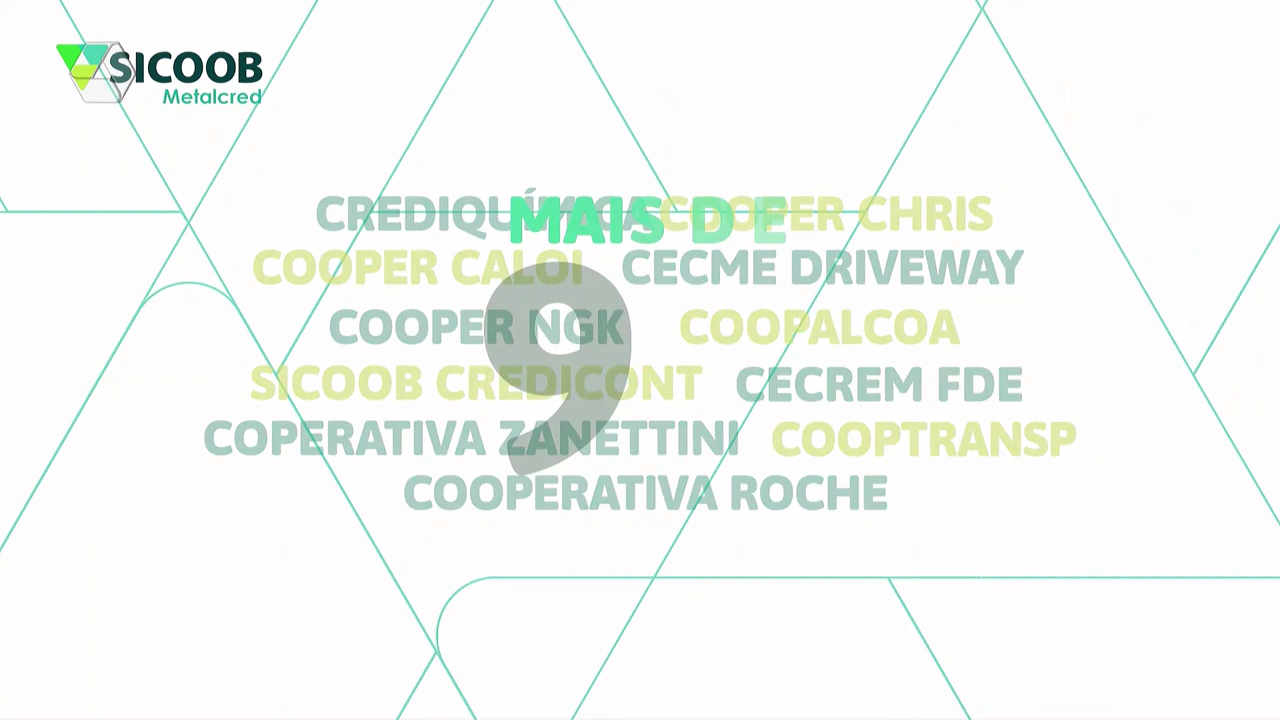 SICOOB
Metalcred
MAIS DE
9
CREDIQUÍMICA COOPER CHRIS
COOPER CALOI CECME DRIVEWAY
COOPER NGK COOPALCOA
SICOOB CREDICONT CECREM FDE
COPERATIVA ZANETTINI COOPTRANSP
COOPERATIVA ROCHE